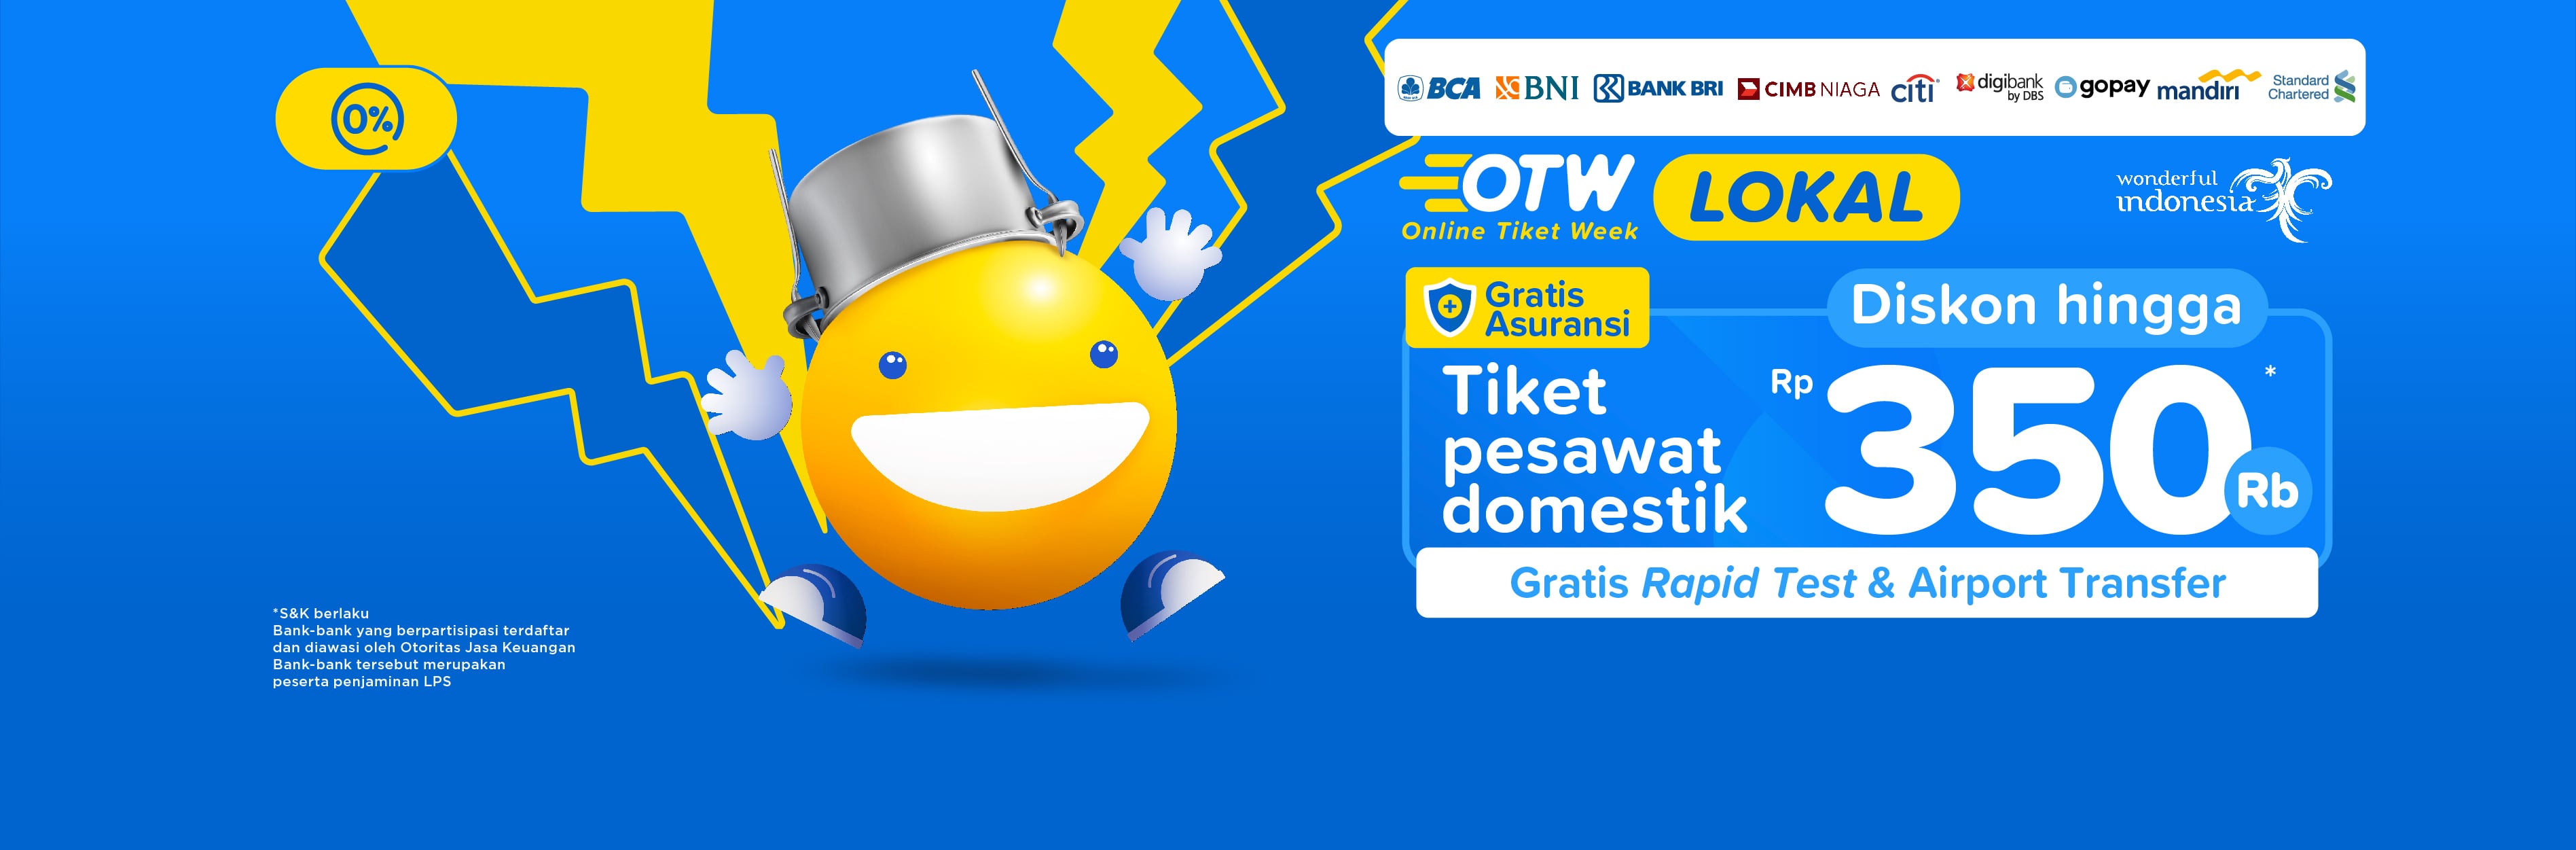 0%
BCA BNI BANK BRI CIMB NIAGA citi digibank by DBS gopay mandiri Standard Chartered
OTW LOKAL
Online Tiket Week
wonderful
indonesia
Gratis
Asuransi
Diskon hingga
Tiket
pesawat
domestik
Rp 350 Rb*
Gratis Rapid Test & Airport Transfer
*S&K berlaku
Bank-bank yang berpartisipasi terdaftar
dan diawasi oleh Otoritas Jasa Keuangan
Bank-bank tersebut merupakan
peserta penjaminan LPS